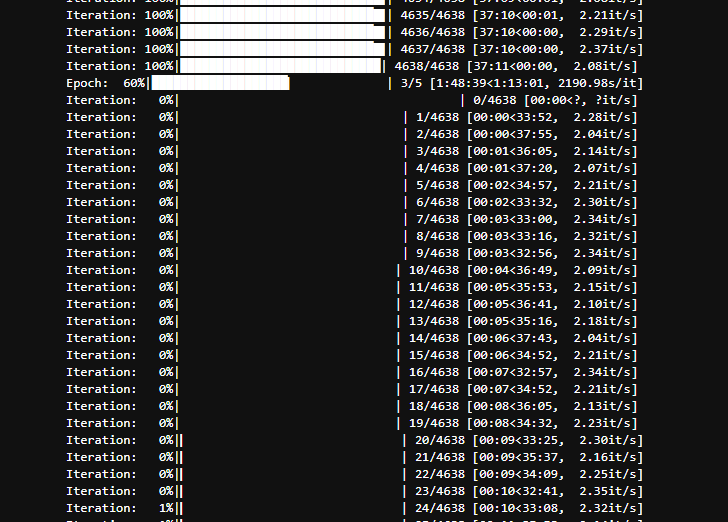 Iteration: 100%| 4635/4638 [37:10<00:01, 2.21it/s]
Iteration: 100%| 4636/4638 [37:10<00:00, 2.29it/s]
Iteration: 100%| 4637/4638 [37:10<00:00, 2.37it/s]
Iteration: 100%| 4638/4638 [37:11<00:00, 2.08it/s]
Epoch: 60%| | 3/5 [1:48:39<1:13:01, 2190.98s/it]
Iteration: 0%| | 0/4638 [00:00<?, ?it/s]
Iteration: 0%| | 1/4638 [00:00<33:52, 2.28it/s]
Iteration: 0%| | 2/4638 [00:00<37:55, 2.04it/s]
Iteration: 0%| | 3/4638 [00:01<36:05, 2.14it/s]
Iteration: 0%| | 4/4638 [00:01<37:20, 2.07it/s]
Iteration: 0%| | 5/4638 [00:02<34:57, 2.21it/s]
Iteration: 0%| | 6/4638 [00:02<33:32, 2.30it/s]
Iteration: 0%| | 7/4638 [00:03<33:00, 2.34it/s]
Iteration: 0%| | 8/4638 [00:03<33:16, 2.32it/s]
Iteration: 0%| | 9/4638 [00:03<32:56, 2.34it/s]
Iteration: 0%| | 10/4638 [00:04<36:49, 2.09it/s]
Iteration: 0%| | 11/4638 [00:05<35:53, 2.15it/s]
Iteration: 0%| | 12/4638 [00:05<36:41, 2.10it/s]
Iteration: 0%| | 13/4638 [00:05<35:16, 2.18it/s]
Iteration: 0%| | 14/4638 [00:06<37:43, 2.04it/s]
Iteration: 0%| | 15/4638 [00:06<34:52, 2.21it/s]
Iteration: 0%| | 16/4638 [00:07<32:57, 2.34it/s]
Iteration: 0%| | 17/4638 [00:07<34:52, 2.21it/s]
Iteration: 0%| | 18/4638 [00:08<36:05, 2.13it/s]
Iteration: 0%| | 19/4638 [00:08<34:32, 2.23it/s]
Iteration: 0%| | 20/4638 [00:09<33:25, 2.30it/s]
Iteration: 0%| | 21/4638 [00:09<35:37, 2.16it/s]
Iteration: 0%| | 22/4638 [00:09<34:09, 2.25it/s]
Iteration: 0%| | 23/4638 [00:10<32:41, 2.35it/s]
Iteration: 1%| | 24/4638 [00:10<33:08, 2.32it/s]